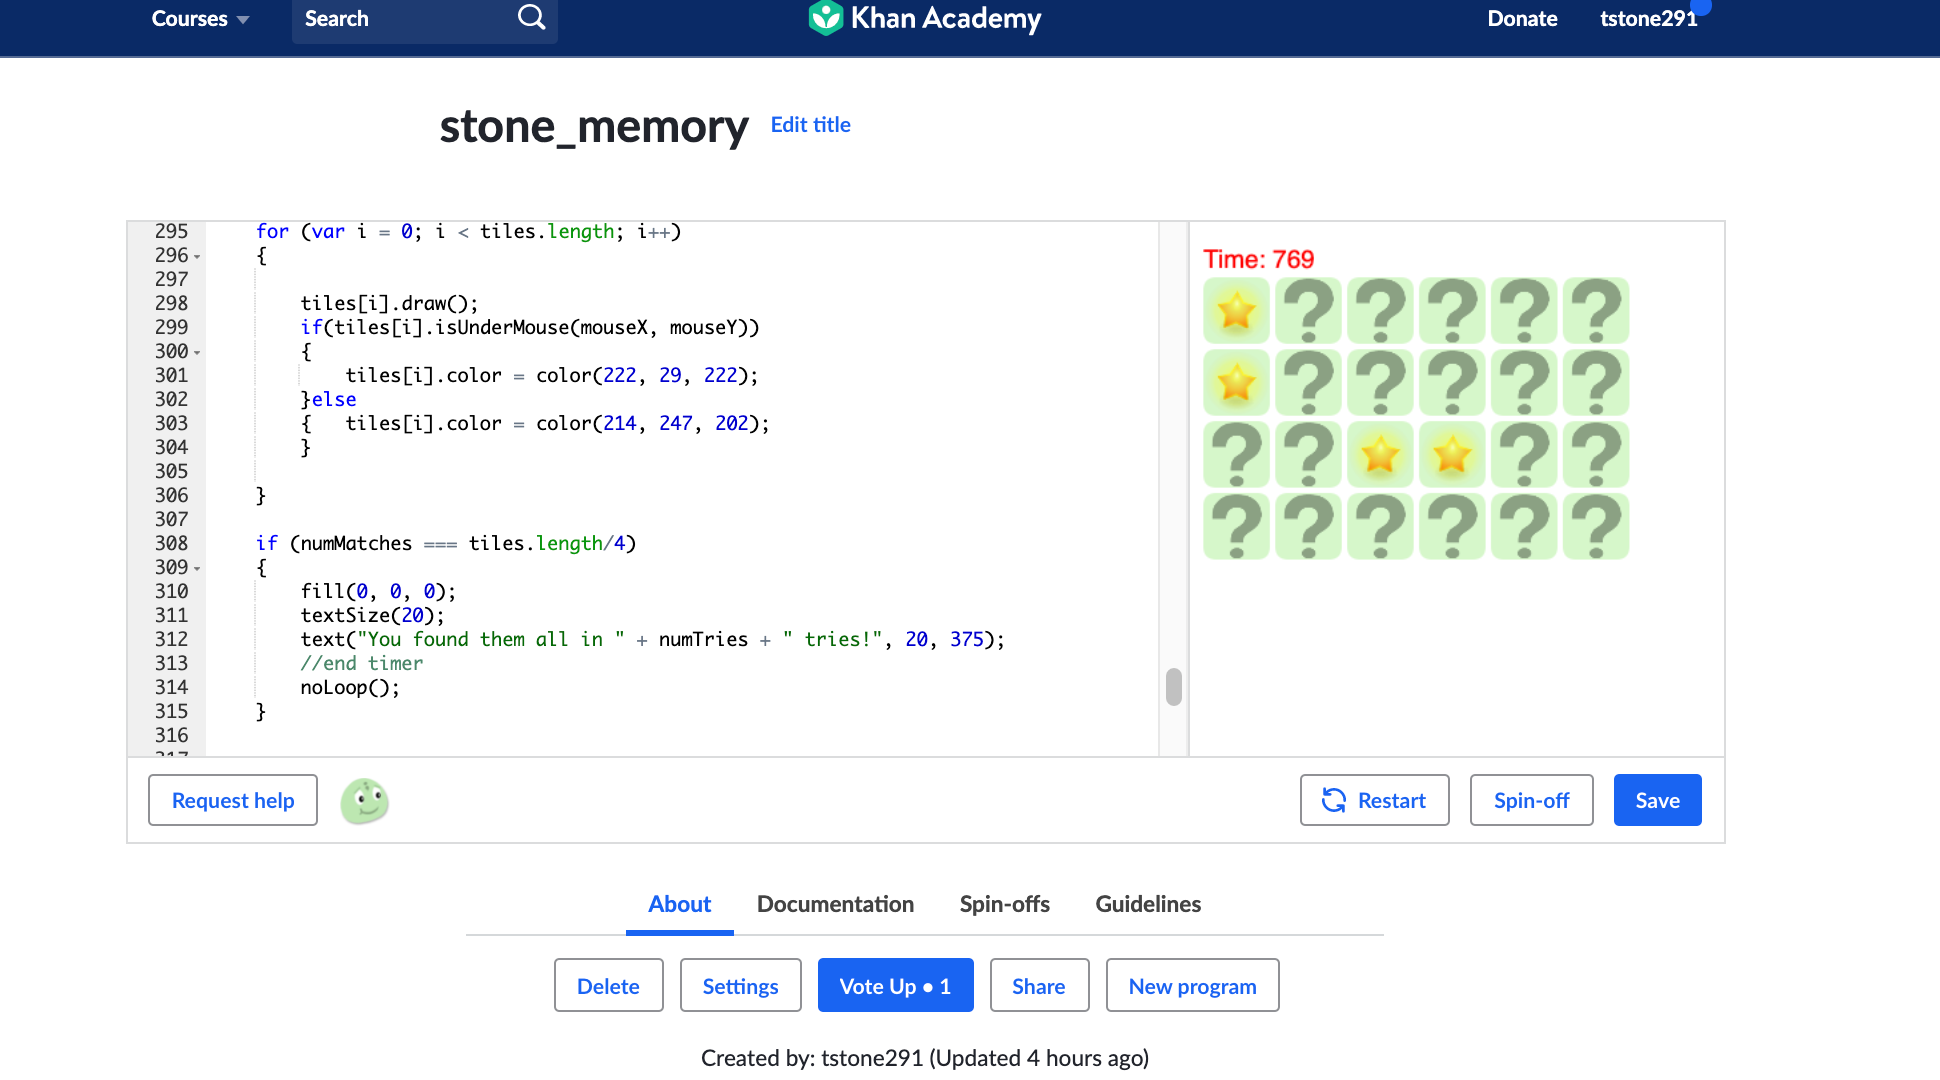 Courses
Search
Khan Academy
Donate
tstone291
stone_memory
Edit title
295 for (var i = 0; i < tiles.length; i++)
296 {
297
298 tiles[i].draw();
299 if(tiles[i].isUnderMouse(mouseX, mouseY))
300 {
301 tiles[i].color = color(222, 29, 222);
302 }else
303 { tiles[i].color = color(214, 247, 202);
304 }
305
306 }
307
308 if (numMatches === tiles.length/4)
309 {
310 fill(0, 0, 0);
311 textSize(20);
312 text("You found them all in " + numTries + " tries!", 20, 375);
313 //end timer
314 noLoop();
315 }
316
317
Time: 769
? ? ? ? ?
? ? ? ? ?
? ? ? ?
? ? ? ? ? ?
Request help
Restart
Spin-off
Save
About
Documentation
Spin-offs
Guidelines
Delete
Settings
Vote Up • 1
Share
New program
Created by: tstone291 (Updated 4 hours ago)